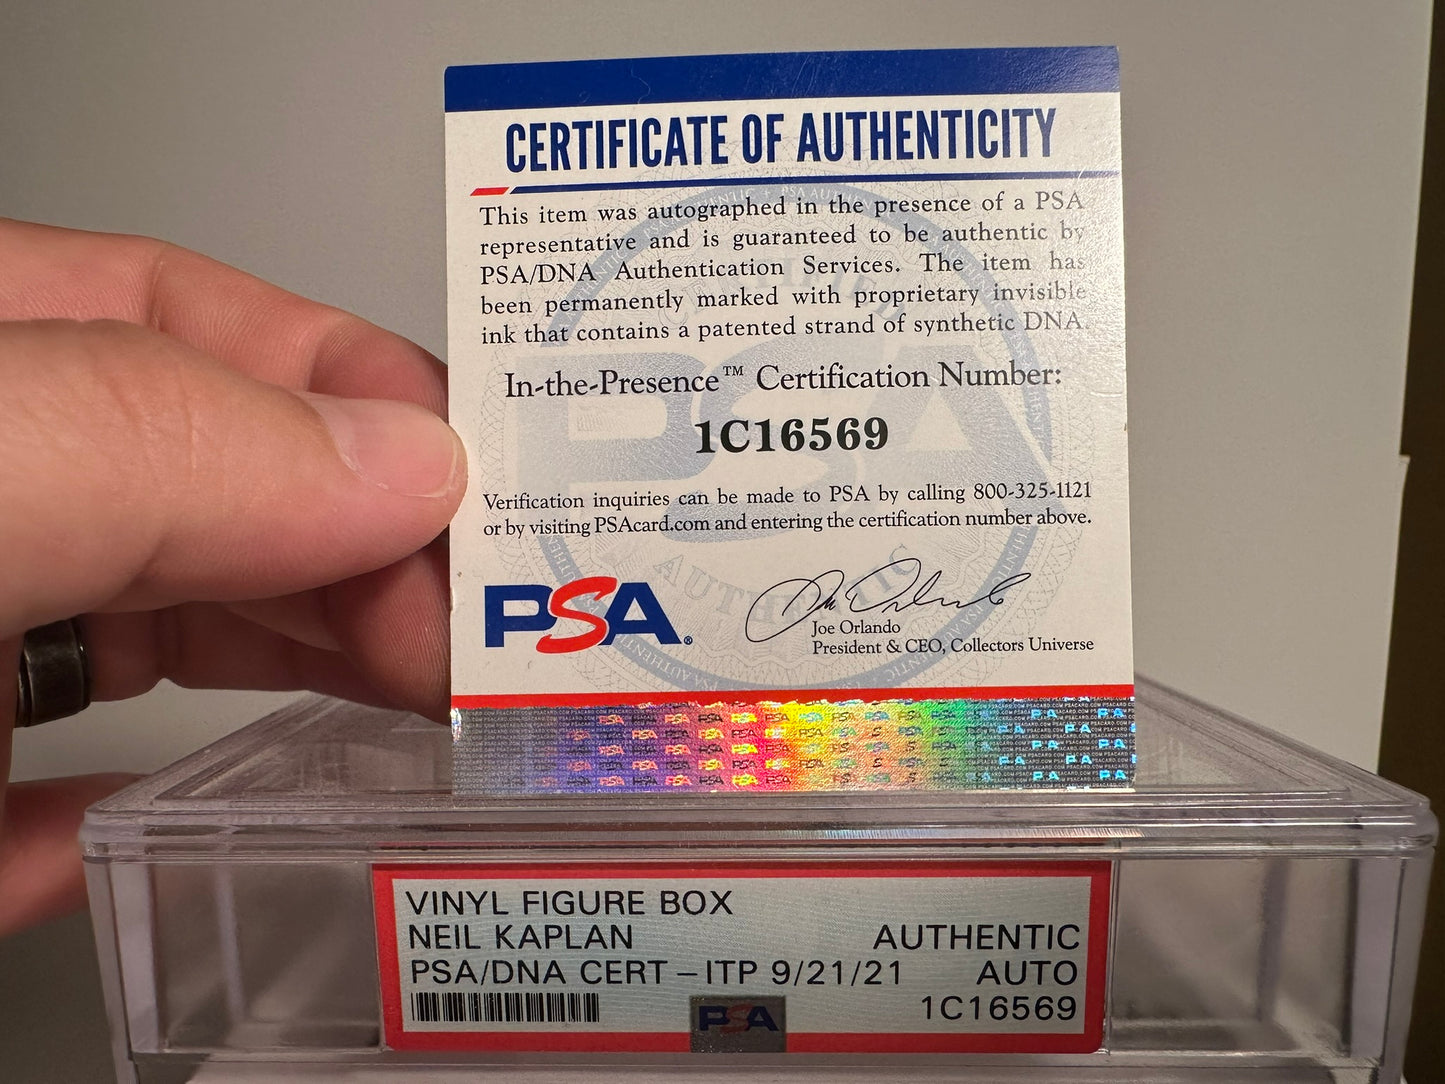 CERTIFICATE OF AUTHENTICITY
This item was autographed in the presence of a PSA
representative and is guaranteed to be authentic by
PSA/DNA Authentication Services. The item has
been permanently marked with proprietary invisible
ink that contains a patented strand of synthetic DNA.
In-the-Presence™ Certification Number:
1C16569
Verification inquiries can be made to PSA by calling 800-325-1121
or by visiting PSAcard.com and entering the certification number above.
PSA®
Joe Orlando
President & CEO, Collectors Universe
VINYL FIGURE BOX
NEIL KAPLAN AUTHENTIC
PSA/DNA CERT – ITP 9/21/21 AUTO
PSA 1C16569